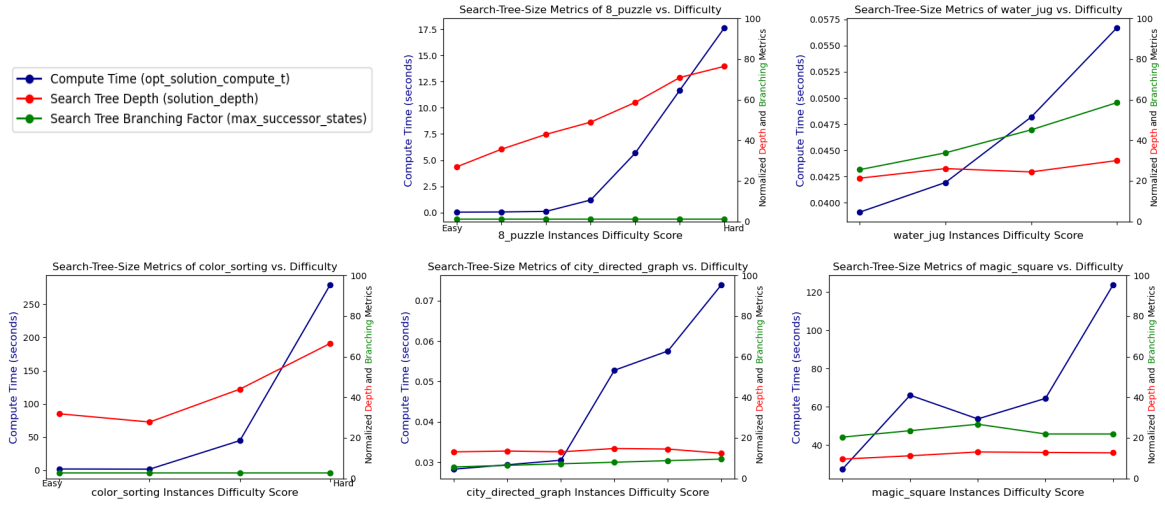 Compute Time (opt_solution_compute_t)
Search Tree Depth (solution_depth)
Search Tree Branching Factor (max_successor_states)
Search-Tree-Size Metrics of 8_puzzle vs. Difficulty
Compute Time (seconds)
17.5
15.0
12.5
10.0
7.5
5.0
2.5
0.0
100
80
60
40
20
0
Normalized Depth and Branching Metrics
Easy
Hard
8_puzzle Instances Difficulty Score
Search-Tree-Size Metrics of water_jug vs. Difficulty
Compute Time (seconds)
0.0575
0.0550
0.0525
0.0500
0.0475
0.0450
0.0425
0.0400
100
80
60
40
20
0
Normalized Depth and Branching Metrics
water_jug Instances Difficulty Score
Search-Tree-Size Metrics of color_sorting vs. Difficulty
Compute Time (seconds)
250
200
150
100
50
0
100
80
60
40
20
0
Normalized Depth and Branching Metrics
Easy
Hard
color_sorting Instances Difficulty Score
Search-Tree-Size Metrics of city_directed_graph vs. Difficulty
Compute Time (seconds)
0.07
0.06
0.05
0.04
0.03
100
80
60
40
20
0
Normalized Depth and Branching Metrics
city_directed_graph Instances Difficulty Score
Search-Tree-Size Metrics of magic_square vs. Difficulty
Compute Time (seconds)
120
100
80
60
40
100
80
60
40
20
0
Normalized Depth and Branching Metrics
magic_square Instances Difficulty Score